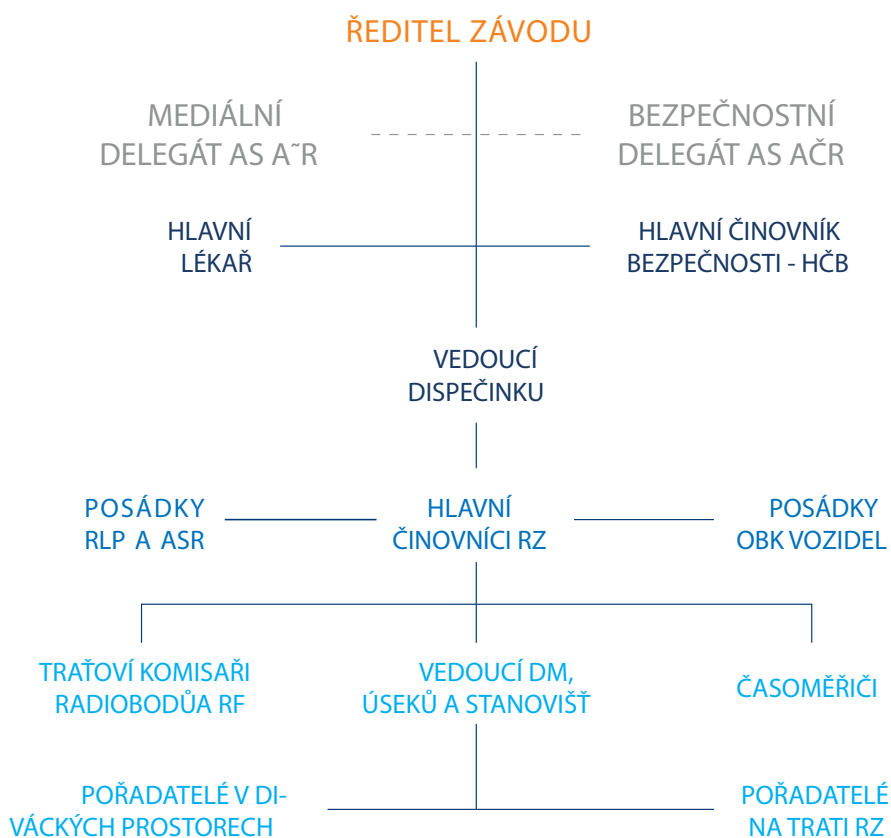 ŘEDITEL ZÁVODU
MEDIÁLNÍ
DELEGÁT AS A˜R
BEZPEČNOSTNÍ
DELEGÁT AS AČR
HLAVNÍ
LÉKAŘ
HLAVNÍ ČINOVNÍK
BEZPEČNOSTI - HČB
VEDOUCÍ
DISPEČINKU
POSÁDKY
RLP A ASR
HLAVNÍ
ČINOVNÍCI RZ
POSÁDKY
OBK VOZIDEL
TRAŤOVÍ KOMISAŘI
RADIOBODŮA RF
VEDOUCÍ DM,
ÚSEKŮ A STANOVIŠŤ
ČASOMĚŘIČI
POŘADATELÉ V DI-
VÁCKÝCH PROSTORECH
POŘADATELÉ
NA TRATI RZ